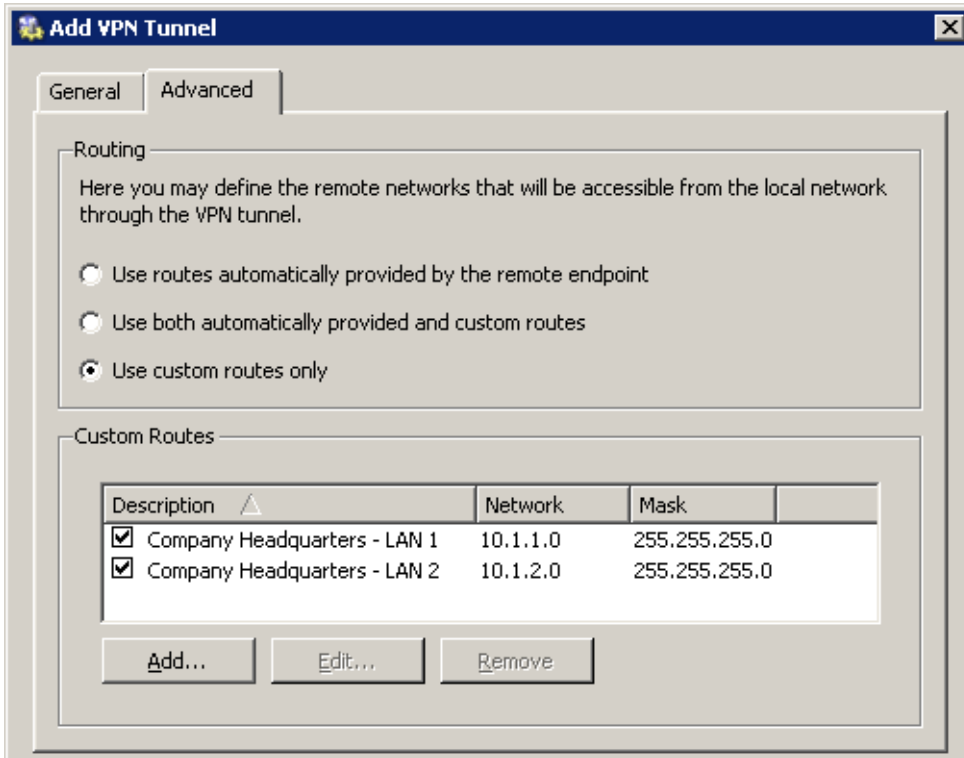 Add VPN Tunnel
General Advanced
Routing
Here you may define the remote networks that will be accessible from the local network
through the VPN tunnel.
Use routes automatically provided by the remote endpoint
Use both automatically provided and custom routes
Use custom routes only
Custom Routes
Description Network Mask
Company Headquarters - LAN 1 10.1.1.0 255.255.255.0
Company Headquarters - LAN 2 10.1.2.0 255.255.255.0
Add... Edit... Remove